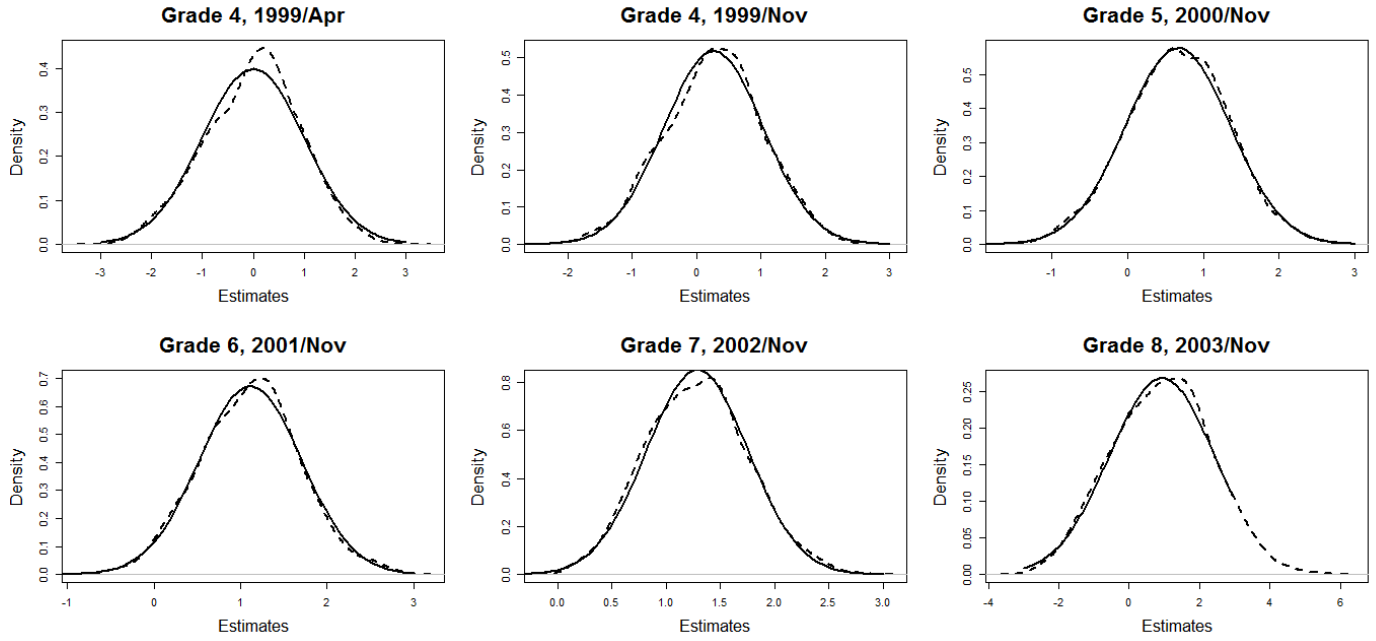 Grade 4, 1999/Apr
Density
0.0 0.1 0.2 0.3 0.4
-3 -2 -1 0 1 2 3
Estimates
Grade 4, 1999/Nov
Density
0.0 0.1 0.2 0.3 0.4 0.5
-2 -1 0 1 2 3
Estimates
Grade 5, 2000/Nov
Density
0.0 0.1 0.2 0.3 0.4 0.5
-1 0 1 2 3
Estimates
Grade 6, 2001/Nov
Density
0.0 0.1 0.2 0.3 0.4 0.5 0.6 0.7
-1 0 1 2 3
Estimates
Grade 7, 2002/Nov
Density
0.0 0.2 0.4 0.6 0.8
0.0 0.5 1.0 1.5 2.0 2.5 3.0
Estimates
Grade 8, 2003/Nov
Density
0.00 0.05 0.10 0.15 0.20 0.25
-4 -2 0 2 4 6
Estimates